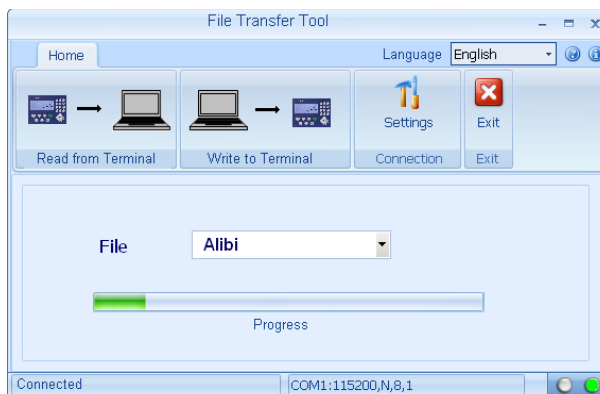 File Transfer Tool
Home
Language English
Settings
Exit
Read from Terminal
Write to Terminal
Connection
Exit
File
Alibi
Progress
Connected
COM1:115200,N,8,1